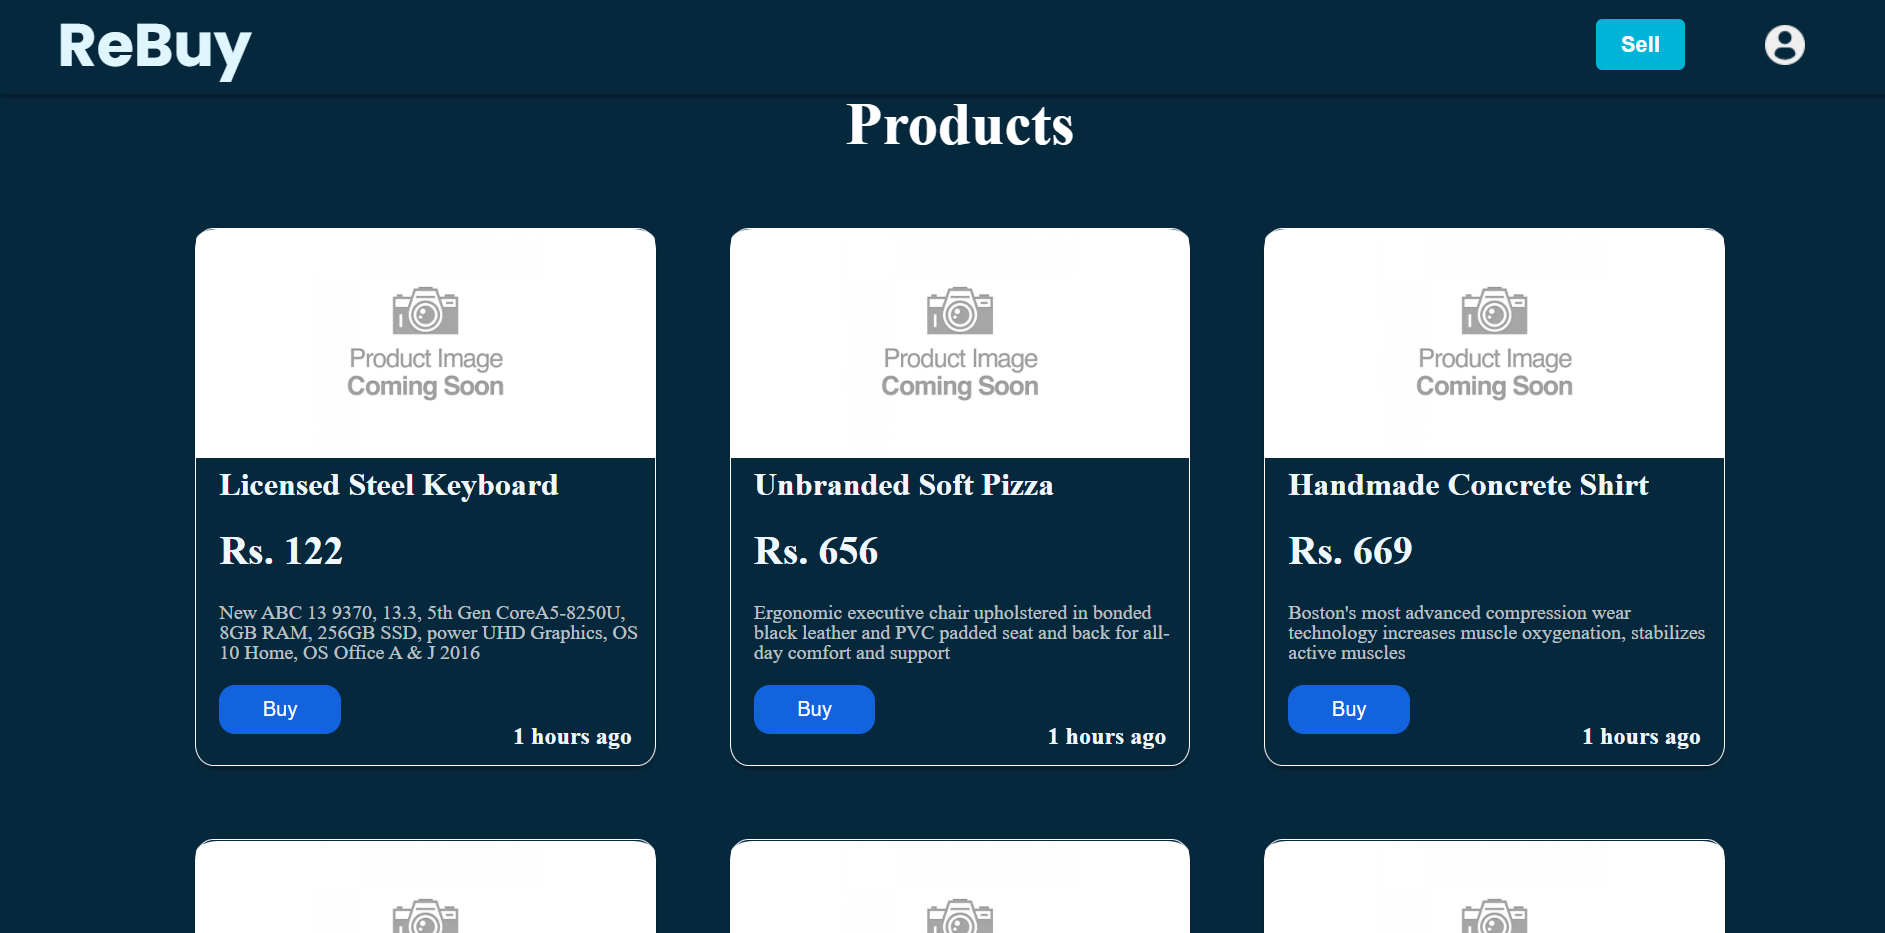 ReBuy
Sell
Products
Product Image
Coming Soon
Licensed Steel Keyboard
Rs. 122
New ABC 13 9370, 13.3, 5th Gen CoreA5-8250U,
8GB RAM, 256GB SSD, power UHD Graphics, OS
10 Home, OS Office A & J 2016
Buy
1 hours ago
Product Image
Coming Soon
Unbranded Soft Pizza
Rs. 656
Ergonomic executive chair upholstered in bonded
black leather and PVC padded seat and back for all-
day comfort and support
Buy
1 hours ago
Product Image
Coming Soon
Handmade Concrete Shirt
Rs. 669
Boston's most advanced compression wear
technology increases muscle oxygenation, stabilizes
active muscles
Buy
1 hours ago